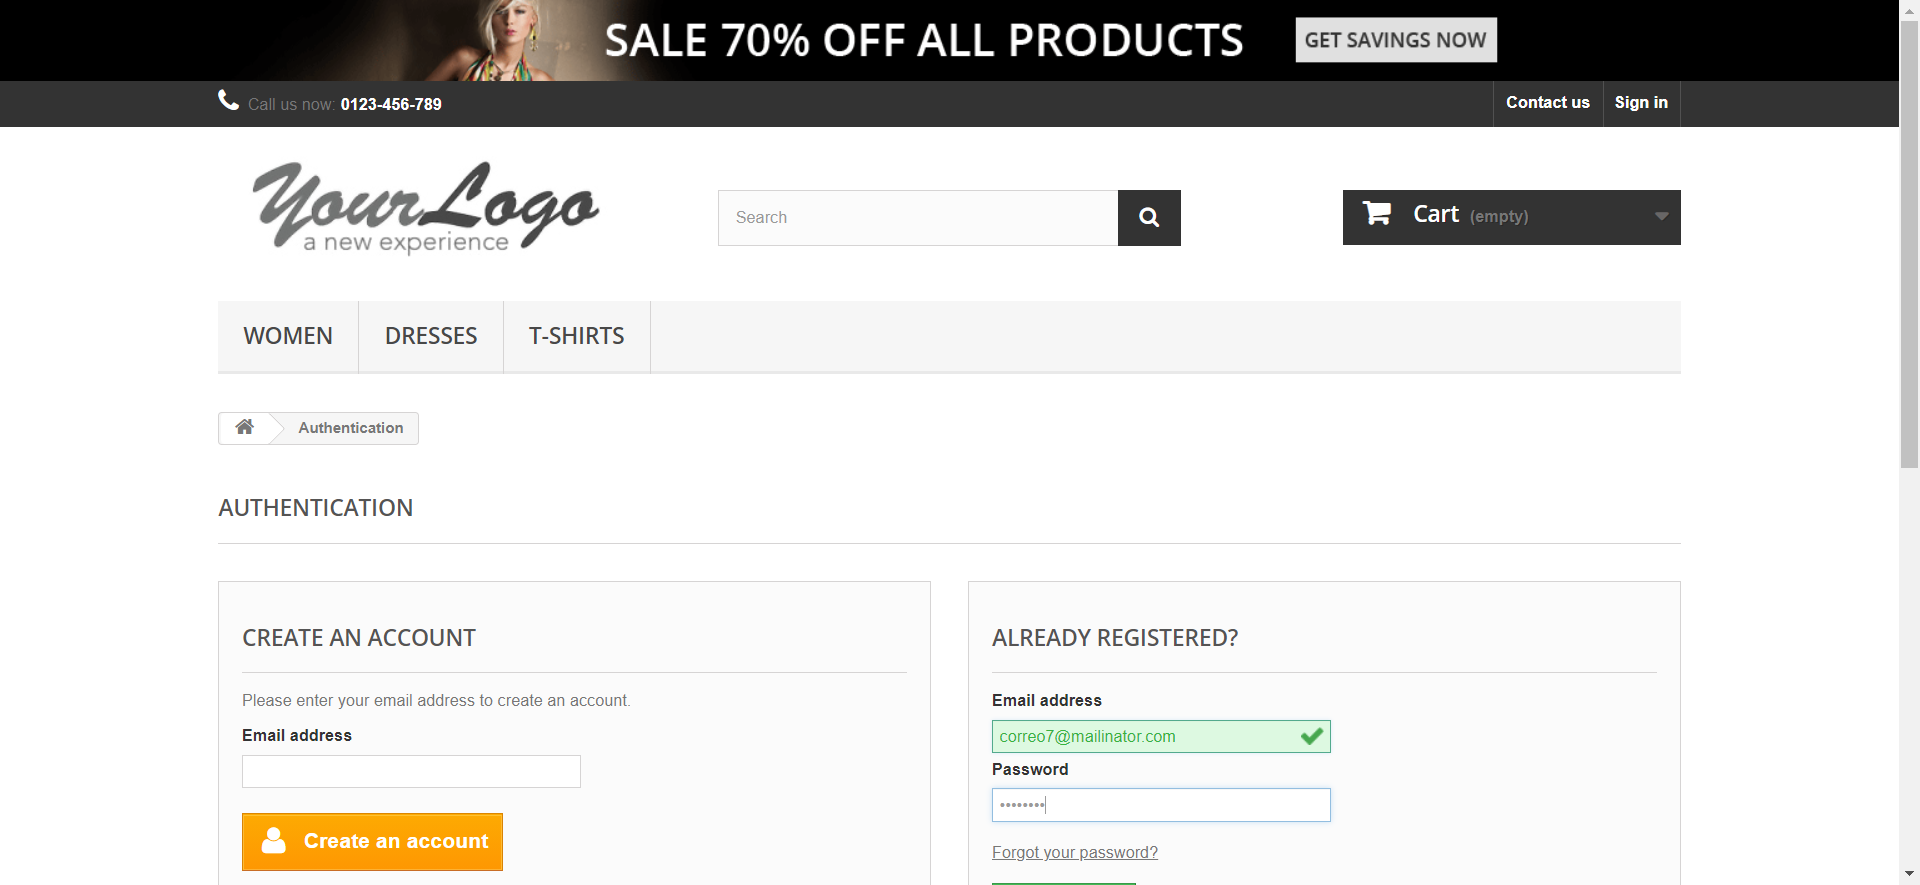 SALE 70% OFF ALL PRODUCTS GET SAVINGS NOW
Call us now: 0123-456-789 Contact us Sign in
YourLogo
a new experience
Search
Cart (empty)
WOMEN DRESSES T-SHIRTS
Authentication
AUTHENTICATION
CREATE AN ACCOUNT
Please enter your email address to create an account.
Email address
Create an account
ALREADY REGISTERED?
Email address
correo7@mailinator.com
Password
••••••••
Forgot your password?